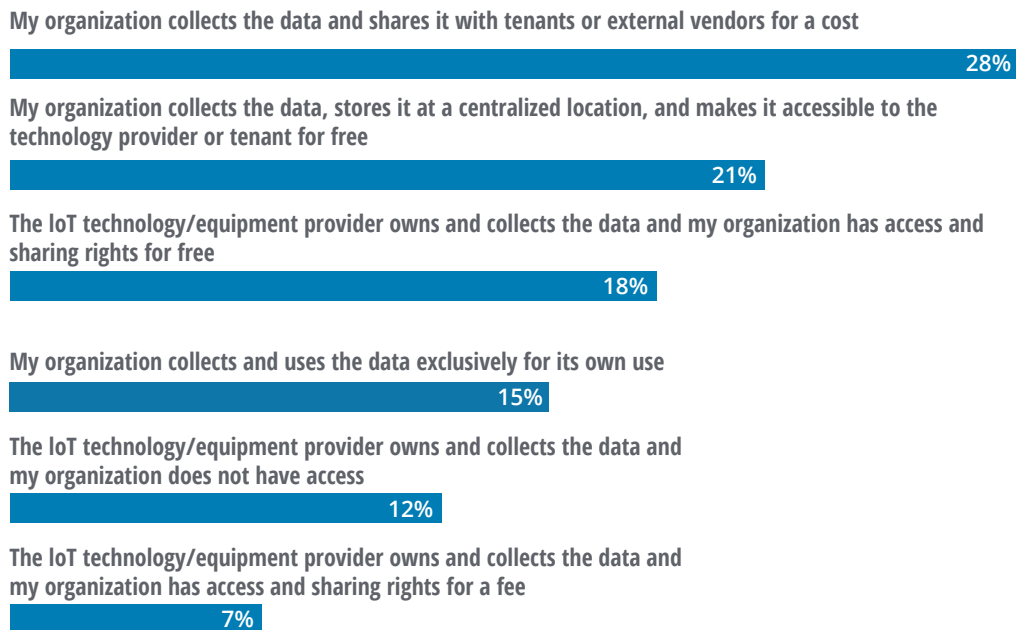 My organization collects the data and shares it with tenants or external vendors for a cost
28%
My organization collects the data, stores it at a centralized location, and makes it accessible to the
technology provider or tenant for free
21%
The IoT technology/equipment provider owns and collects the data and my organization has access and
sharing rights for free
18%
My organization collects and uses the data exclusively for its own use
15%
The IoT technology/equipment provider owns and collects the data and
my organization does not have access
12%
The IoT technology/equipment provider owns and collects the data and
my organization has access and sharing rights for a fee
7%